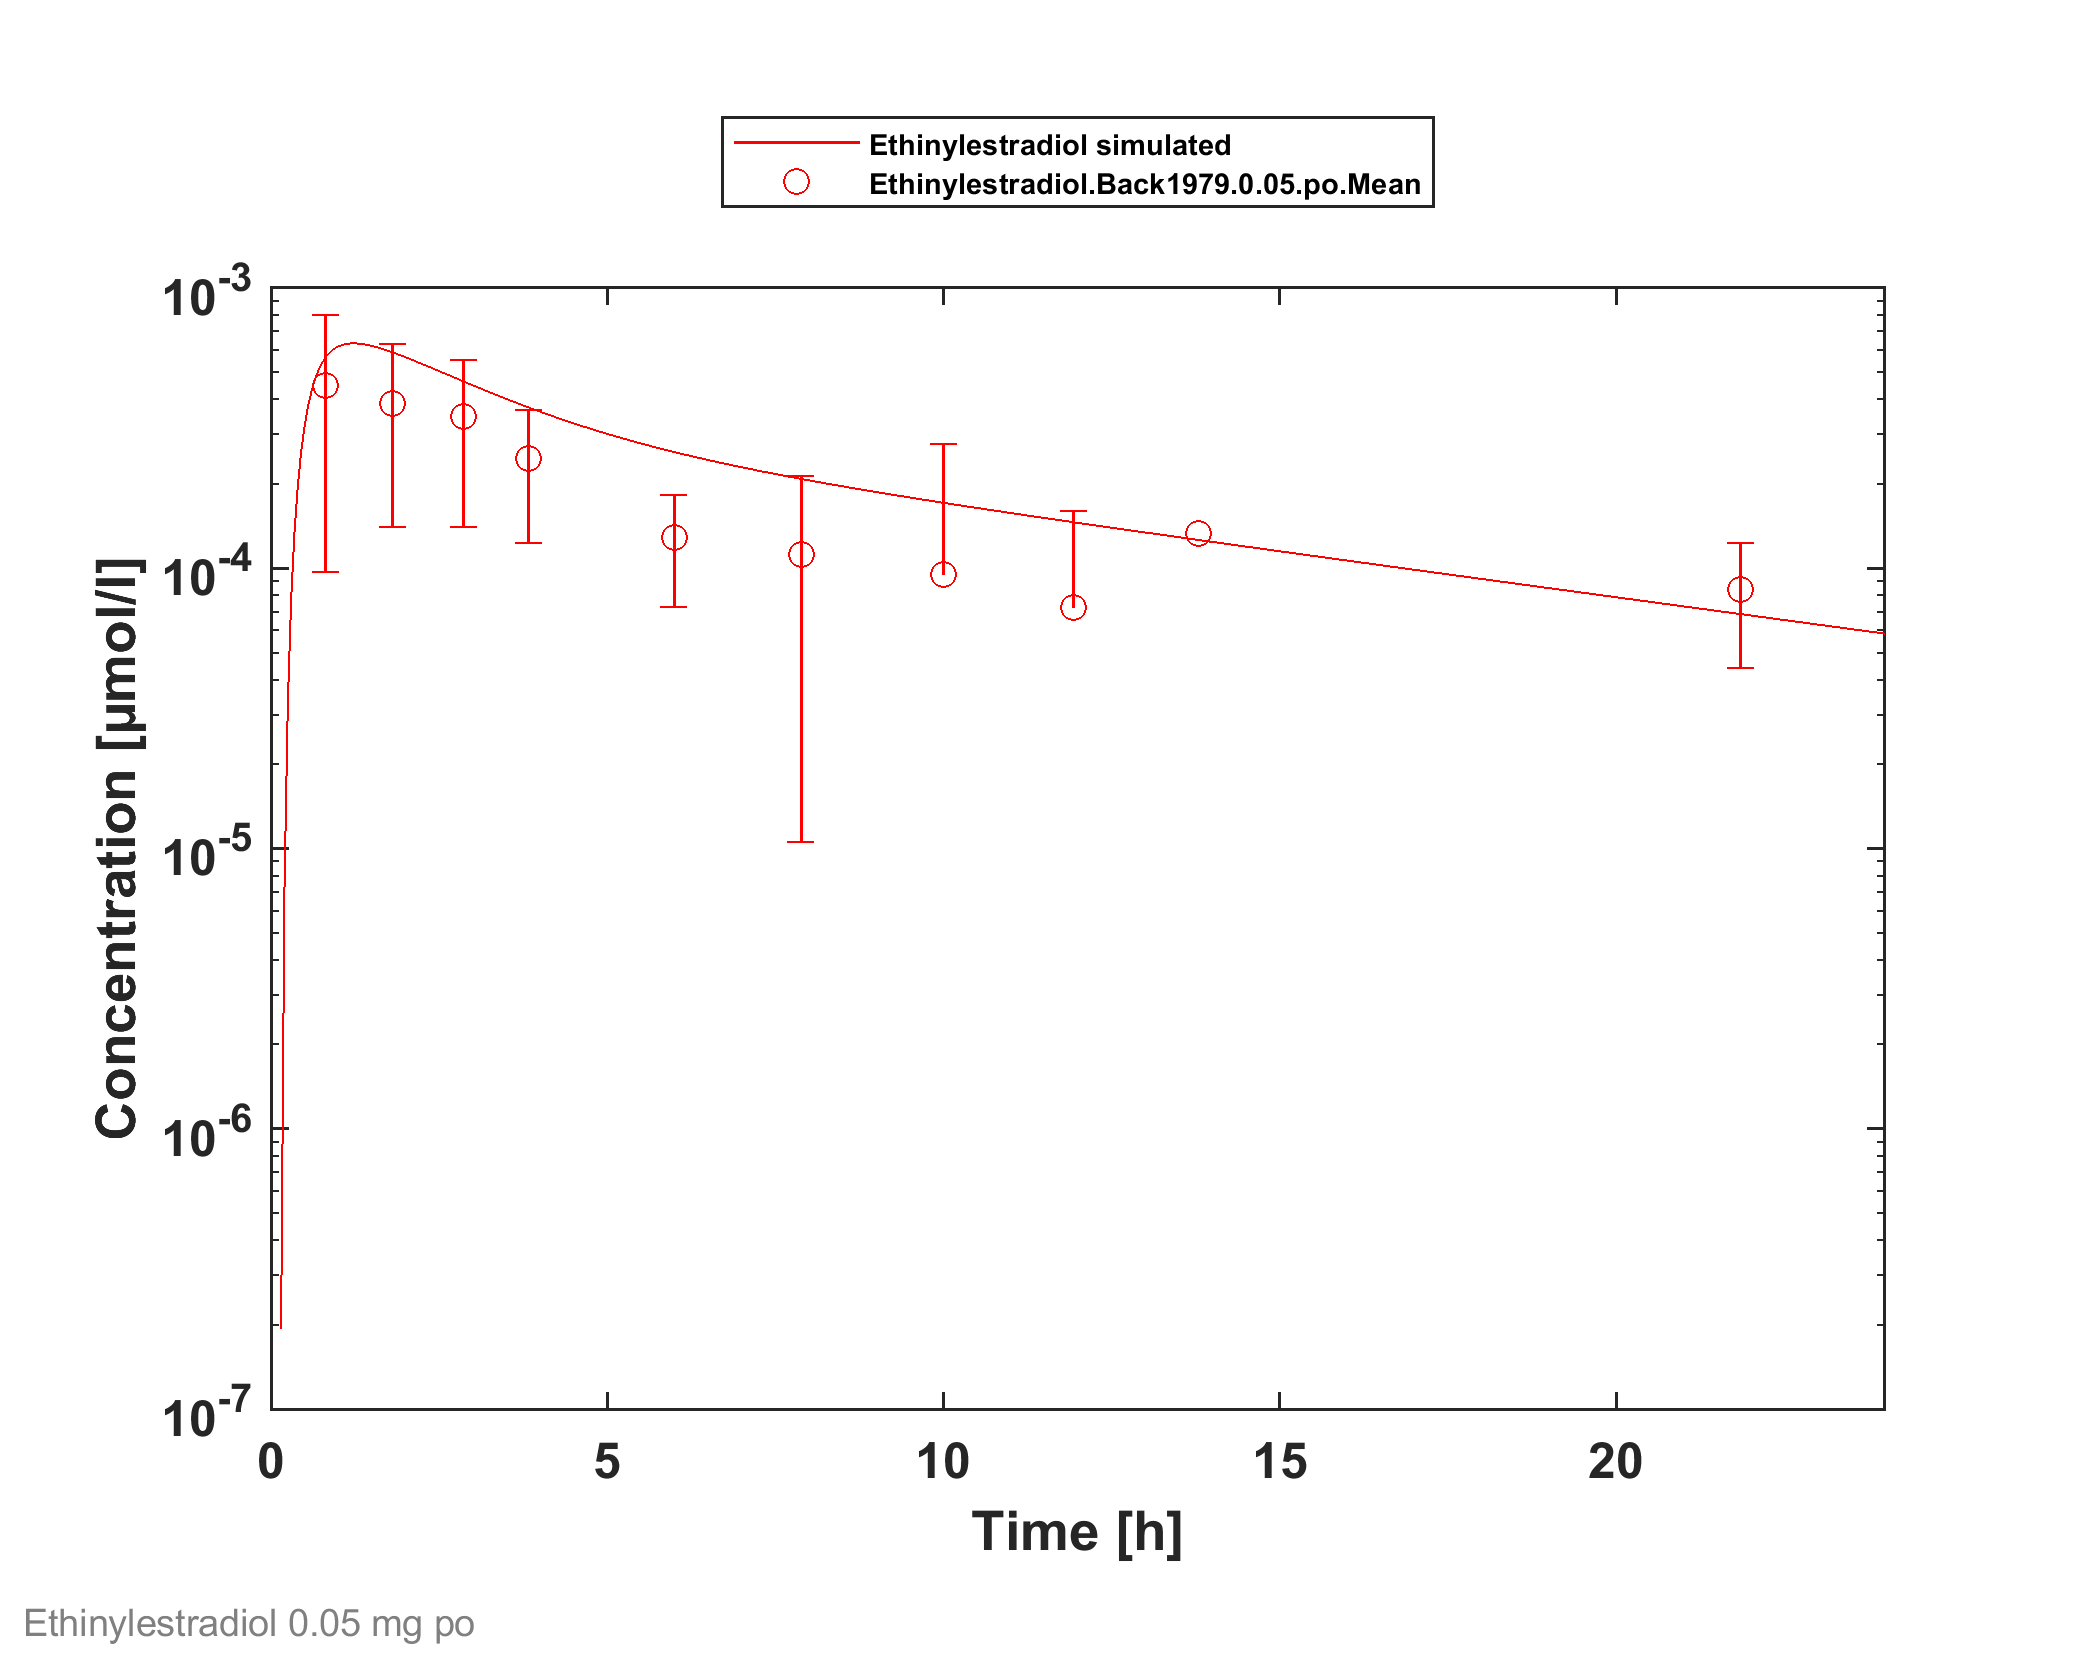 Ethinylestradiol simulated
Ethinylestradiol.Back1979.0.05.po.Mean
10^-3
10^-4
10^-5
10^-6
10^-7
Concentration [µmol/l]
0 5 10 15 20
Time [h]
Ethinylestradiol 0.05 mg po